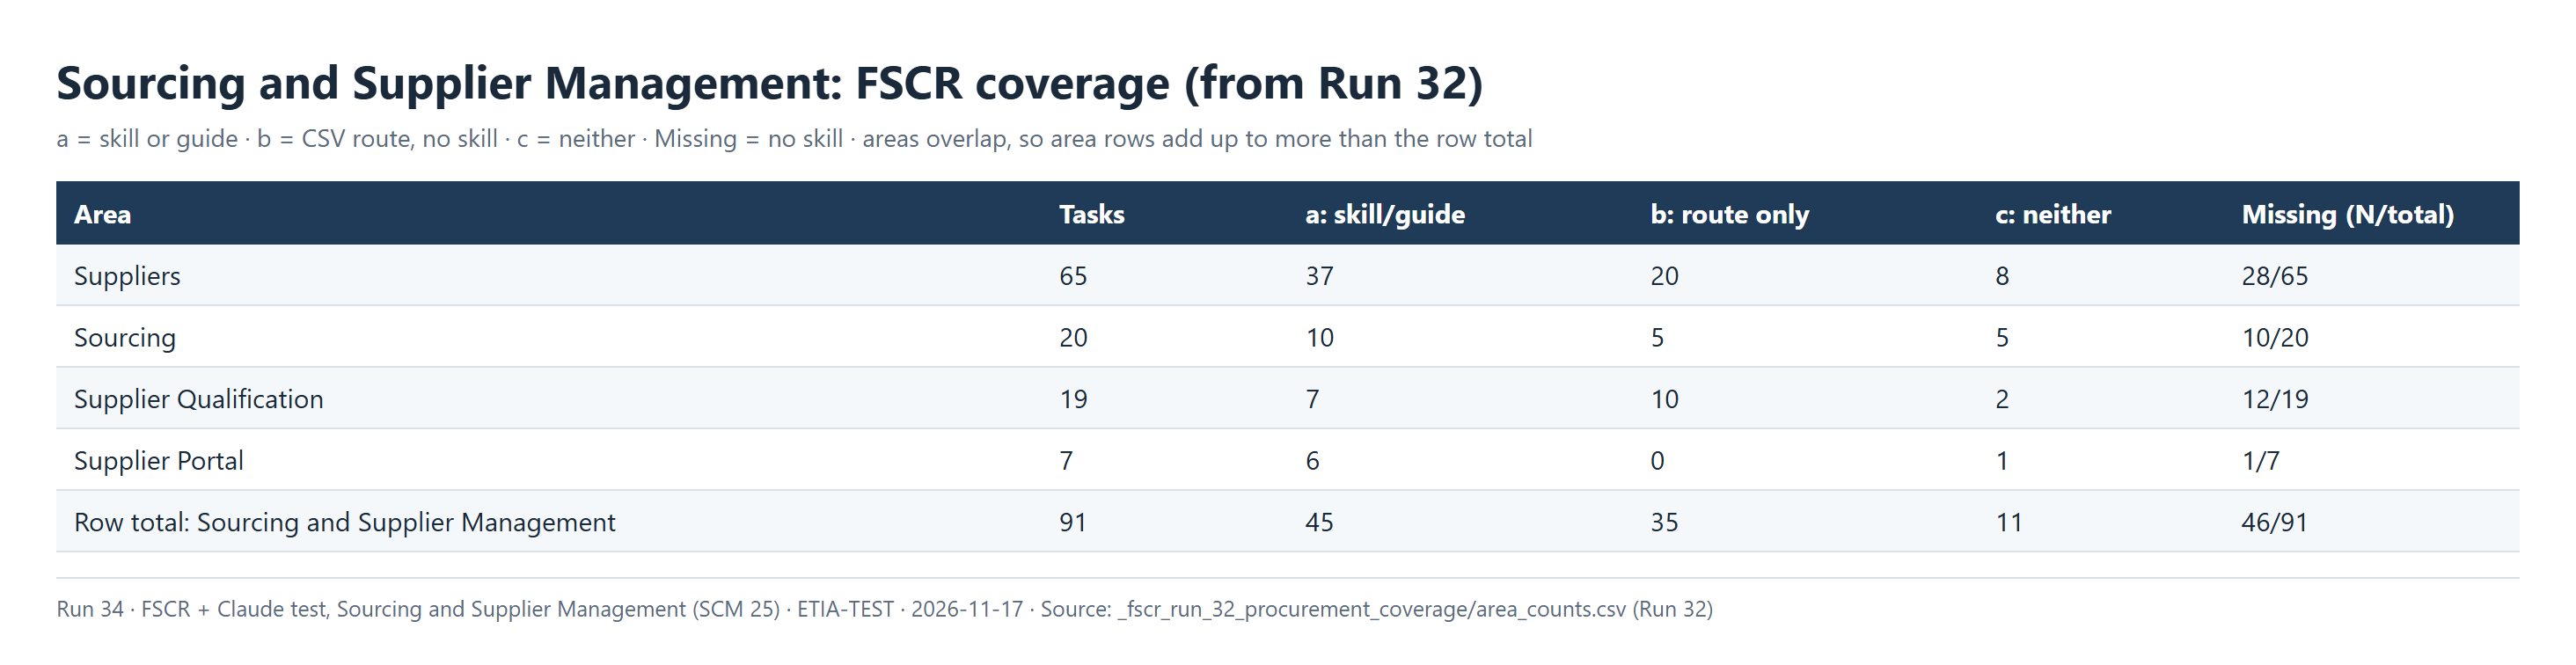 Sourcing and Supplier Management: FSCR coverage (from Run 32)
a = skill or guide · b = CSV route, no skill · c = neither · Missing = no skill · areas overlap, so area rows add up to more than the row total
Area Tasks a: skill/guide b: route only c: neither Missing (N/total)
Suppliers 65 37 20 8 28/65
Sourcing 20 10 5 5 10/20
Supplier Qualification 19 7 10 2 12/19
Supplier Portal 7 6 0 1 1/7
Row total: Sourcing and Supplier Management 91 45 35 11 46/91
Run 34 · FSCR + Claude test, Sourcing and Supplier Management (SCM 25) · ETIA-TEST · 2026-11-17 · Source: _fscr_run_32_procurement_coverage/area_counts.csv (Run 32)